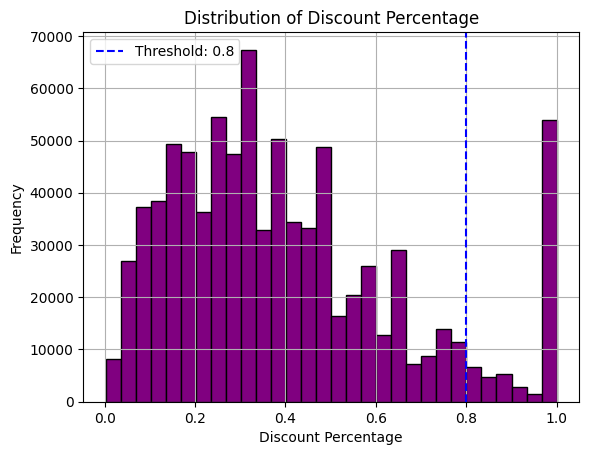 Distribution of Discount Percentage
Threshold: 0.8
70000
60000
50000
40000
30000
20000
10000
0
Frequency
0.0 0.2 0.4 0.6 0.8 1.0
Discount Percentage